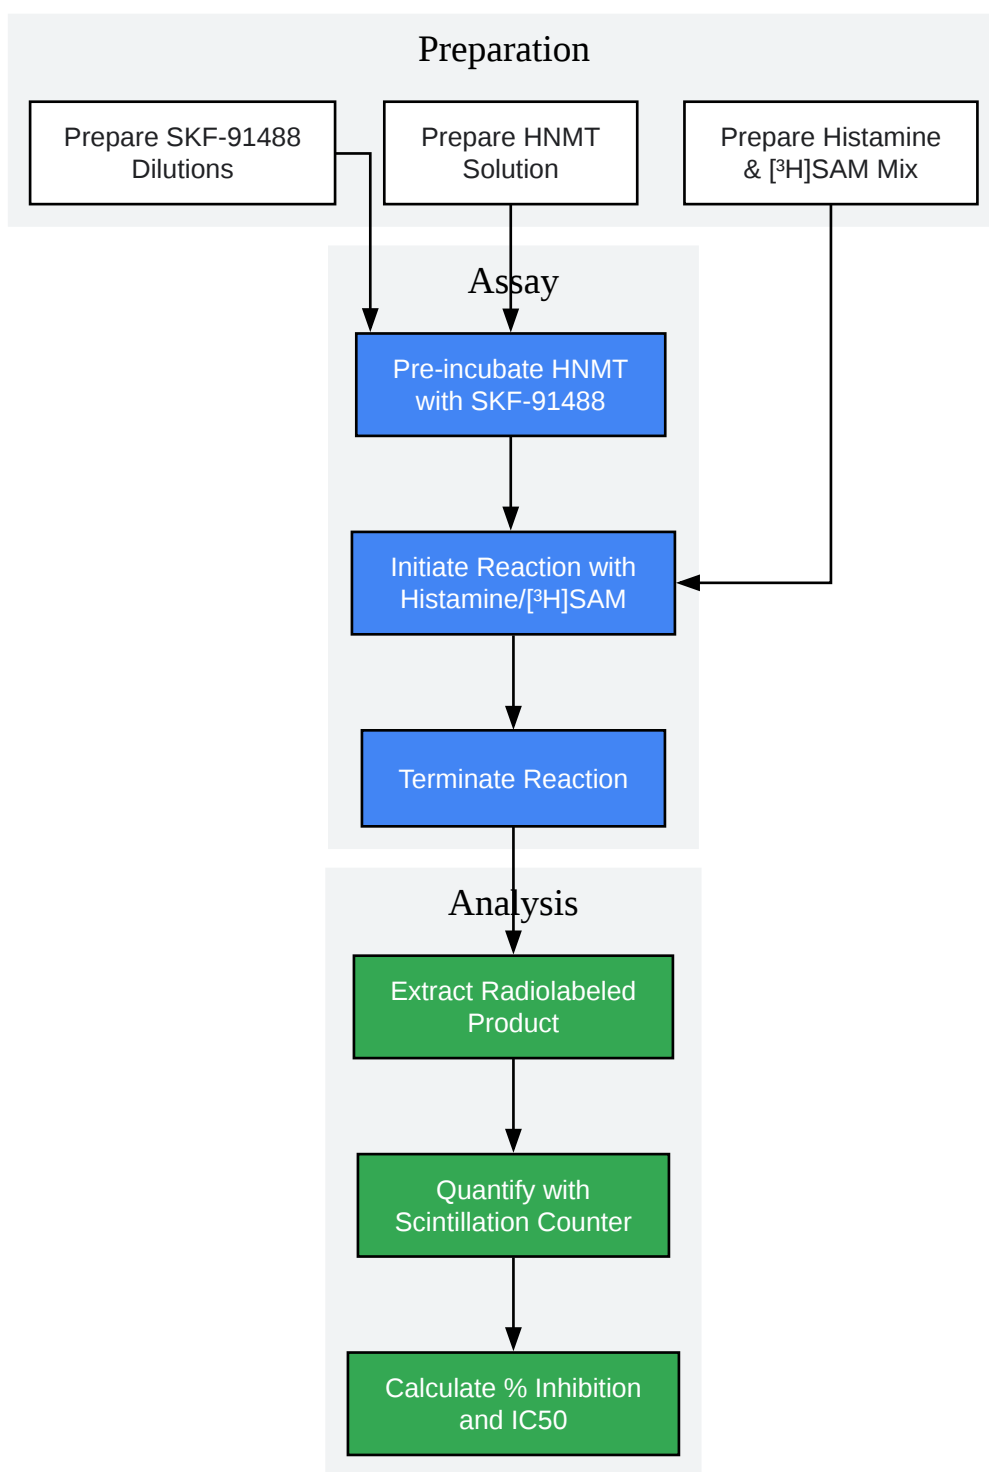 Preparation
Prepare SKF-91488
Dilutions
Prepare HNMT
Solution
Prepare Histamine
& [³H]SAM Mix
Assay
Pre-incubate HNMT
with SKF-91488
Initiate Reaction with
Histamine/[³H]SAM
Terminate Reaction
Analysis
Extract Radiolabeled
Product
Quantify with
Scintillation Counter
Calculate % Inhibition
and IC50